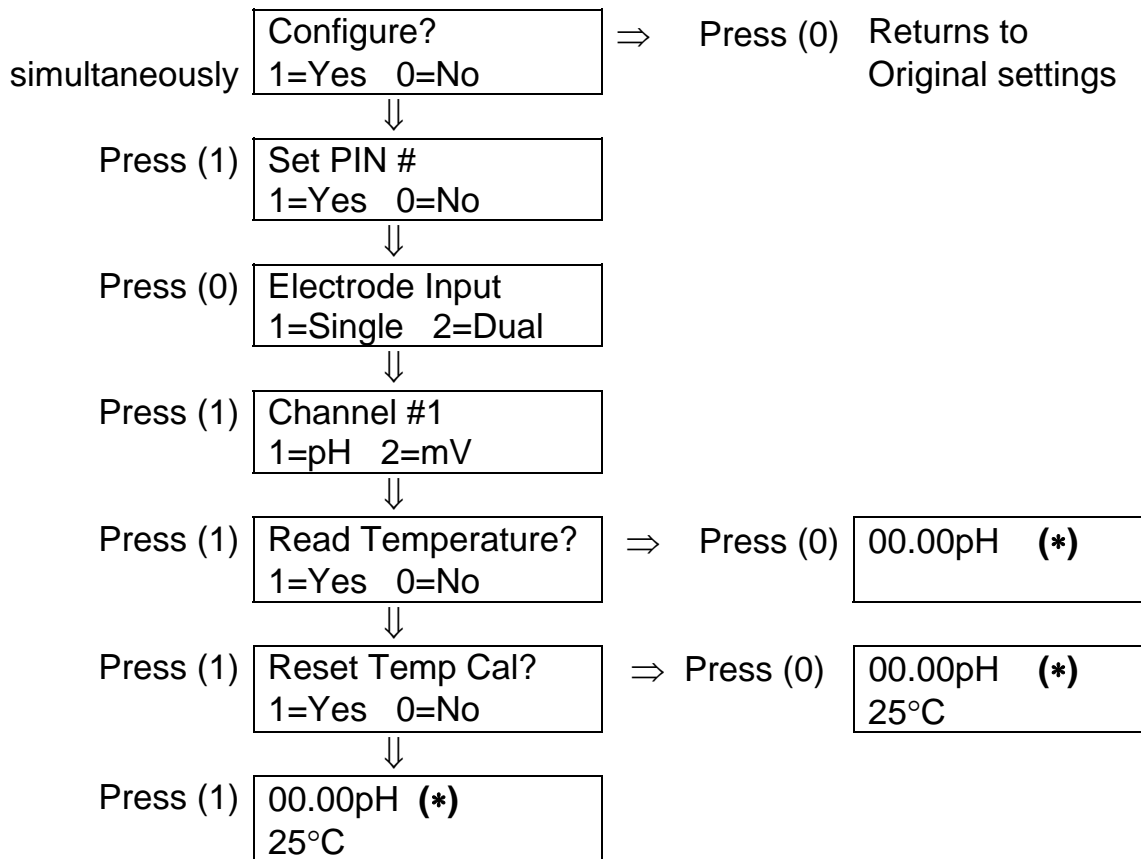 Configure? ⇒ Press (0) Returns to
simultaneously 1=Yes 0=No Original settings
⇓
Press (1) Set PIN #
1=Yes 0=No
⇓
Press (0) Electrode Input
1=Single 2=Dual
⇓
Press (1) Channel #1
1=pH 2=mV
⇓
Press (1) Read Temperature? ⇒ Press (0) 00.00pH (*)
1=Yes 0=No
⇓
Press (1) Reset Temp Cal? ⇒ Press (0) 00.00pH (*)
1=Yes 0=No 25°C
⇓
Press (1) 00.00pH (*)
25°C